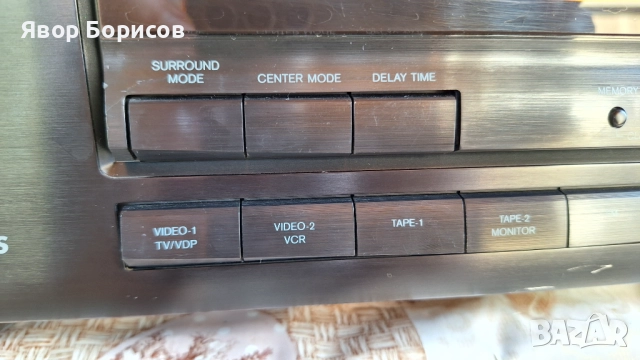 Явор Борисов
SURROUND
MODE
CENTER MODE
DELAY TIME
MEMORY
VIDEO-1
TV/VDP
VIDEO-2
VCR
TAPE-1
TAPE-2
MONITOR
S
BAZAR